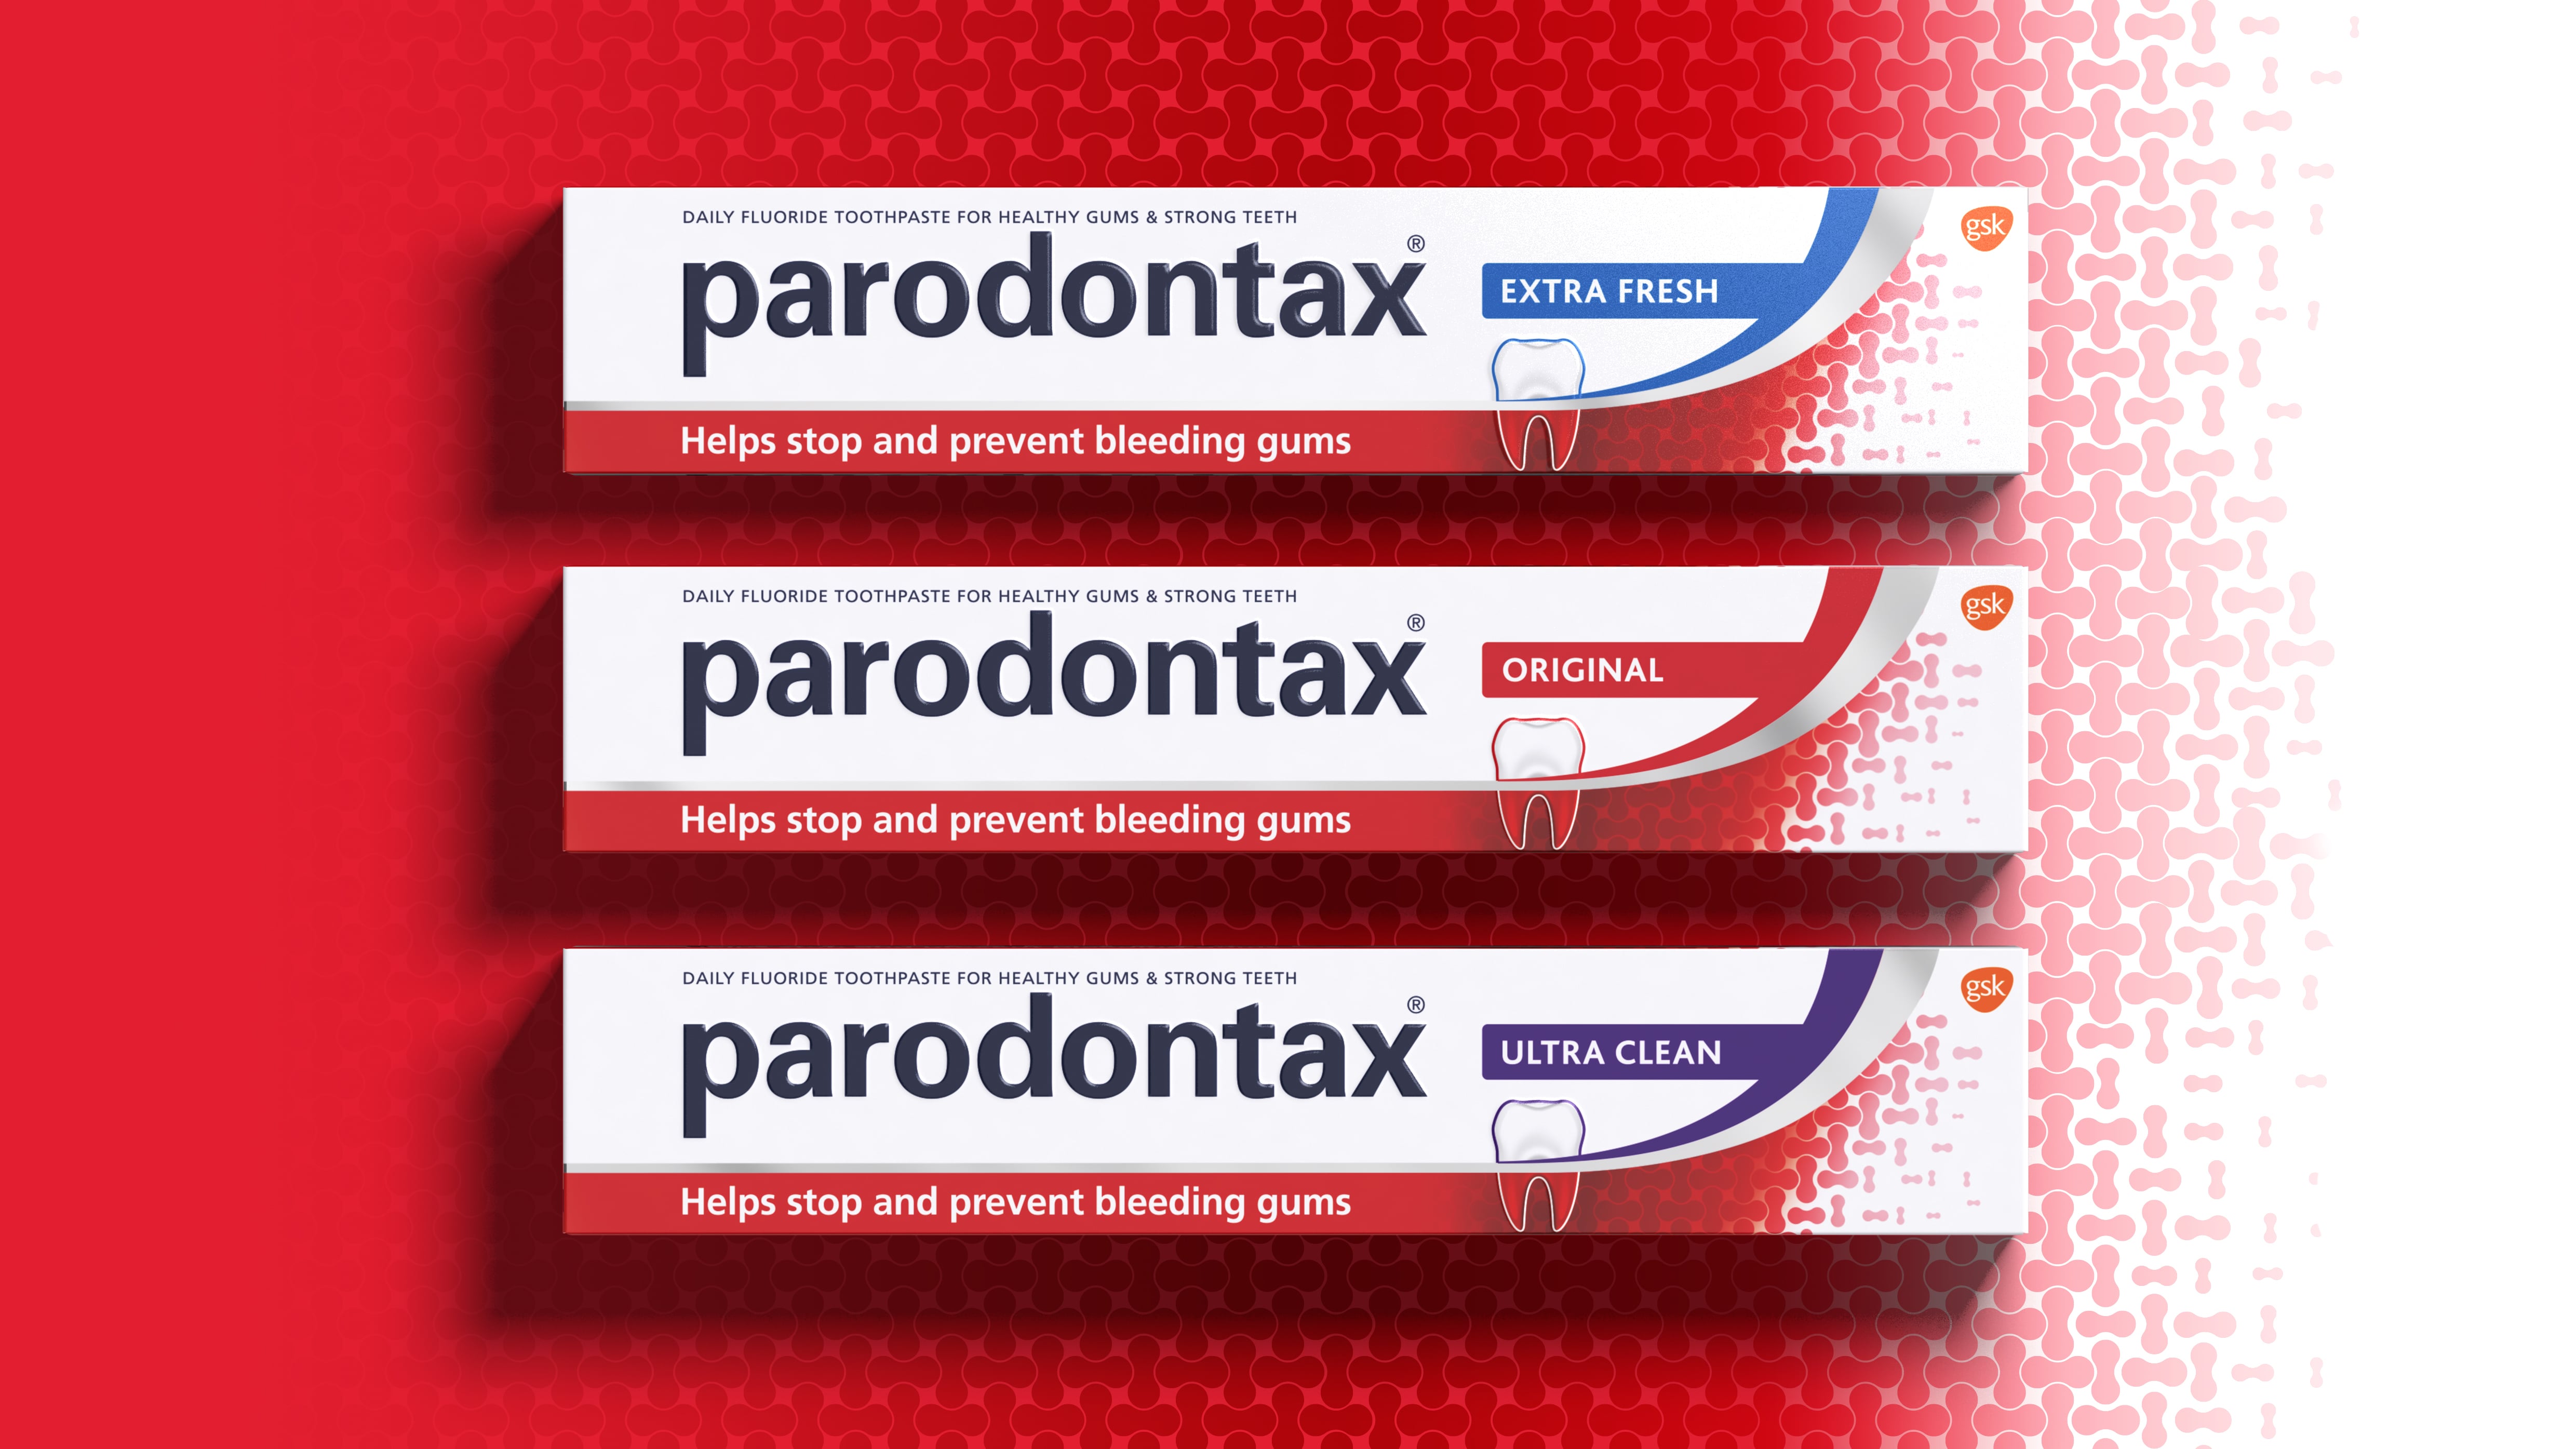 DAILY FLUORIDE TOOTHPASTE FOR HEALTHY GUMS & STRONG TEETH
parodontax®
EXTRA FRESH
gsk
Helps stop and prevent bleeding gums
DAILY FLUORIDE TOOTHPASTE FOR HEALTHY GUMS & STRONG TEETH
parodontax®
ORIGINAL
gsk
Helps stop and prevent bleeding gums
DAILY FLUORIDE TOOTHPASTE FOR HEALTHY GUMS & STRONG TEETH
parodontax®
ULTRA CLEAN
gsk
Helps stop and prevent bleeding gums